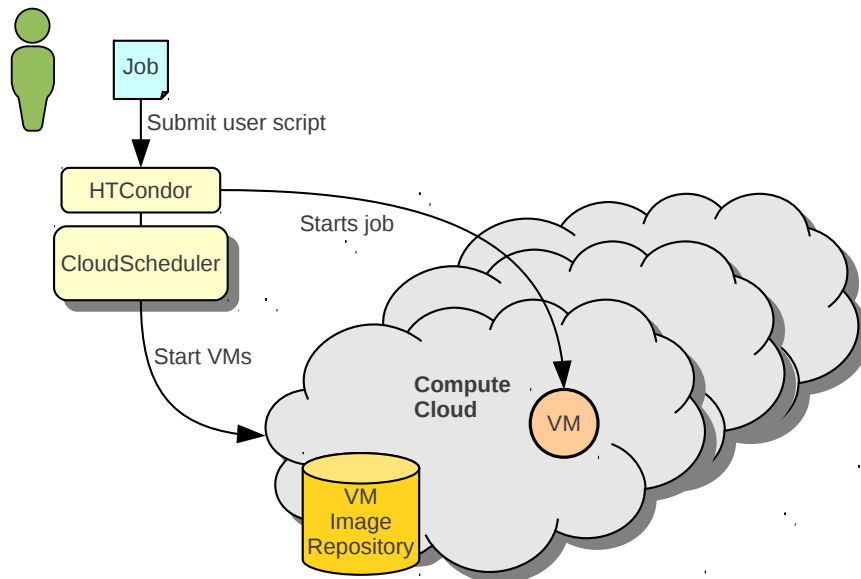 Job
Submit user script
HTCondor
Starts job
CloudScheduler
Start VMs
Compute
Cloud
VM
VM
Image
Repository